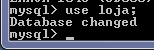 mysql> use loja;
Database changed
mysql> _